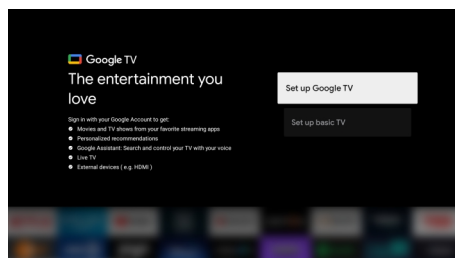 Google TV
The entertainment you
love
Sign in with your Google Account to get:
Movies and TV shows from your favorite streaming apps
Personalized recommendations
Google Assistant: Search and control your TV with your voice
Live TV
External devices ( e.g. HDMI )
Set up Google TV
Set up basic TV